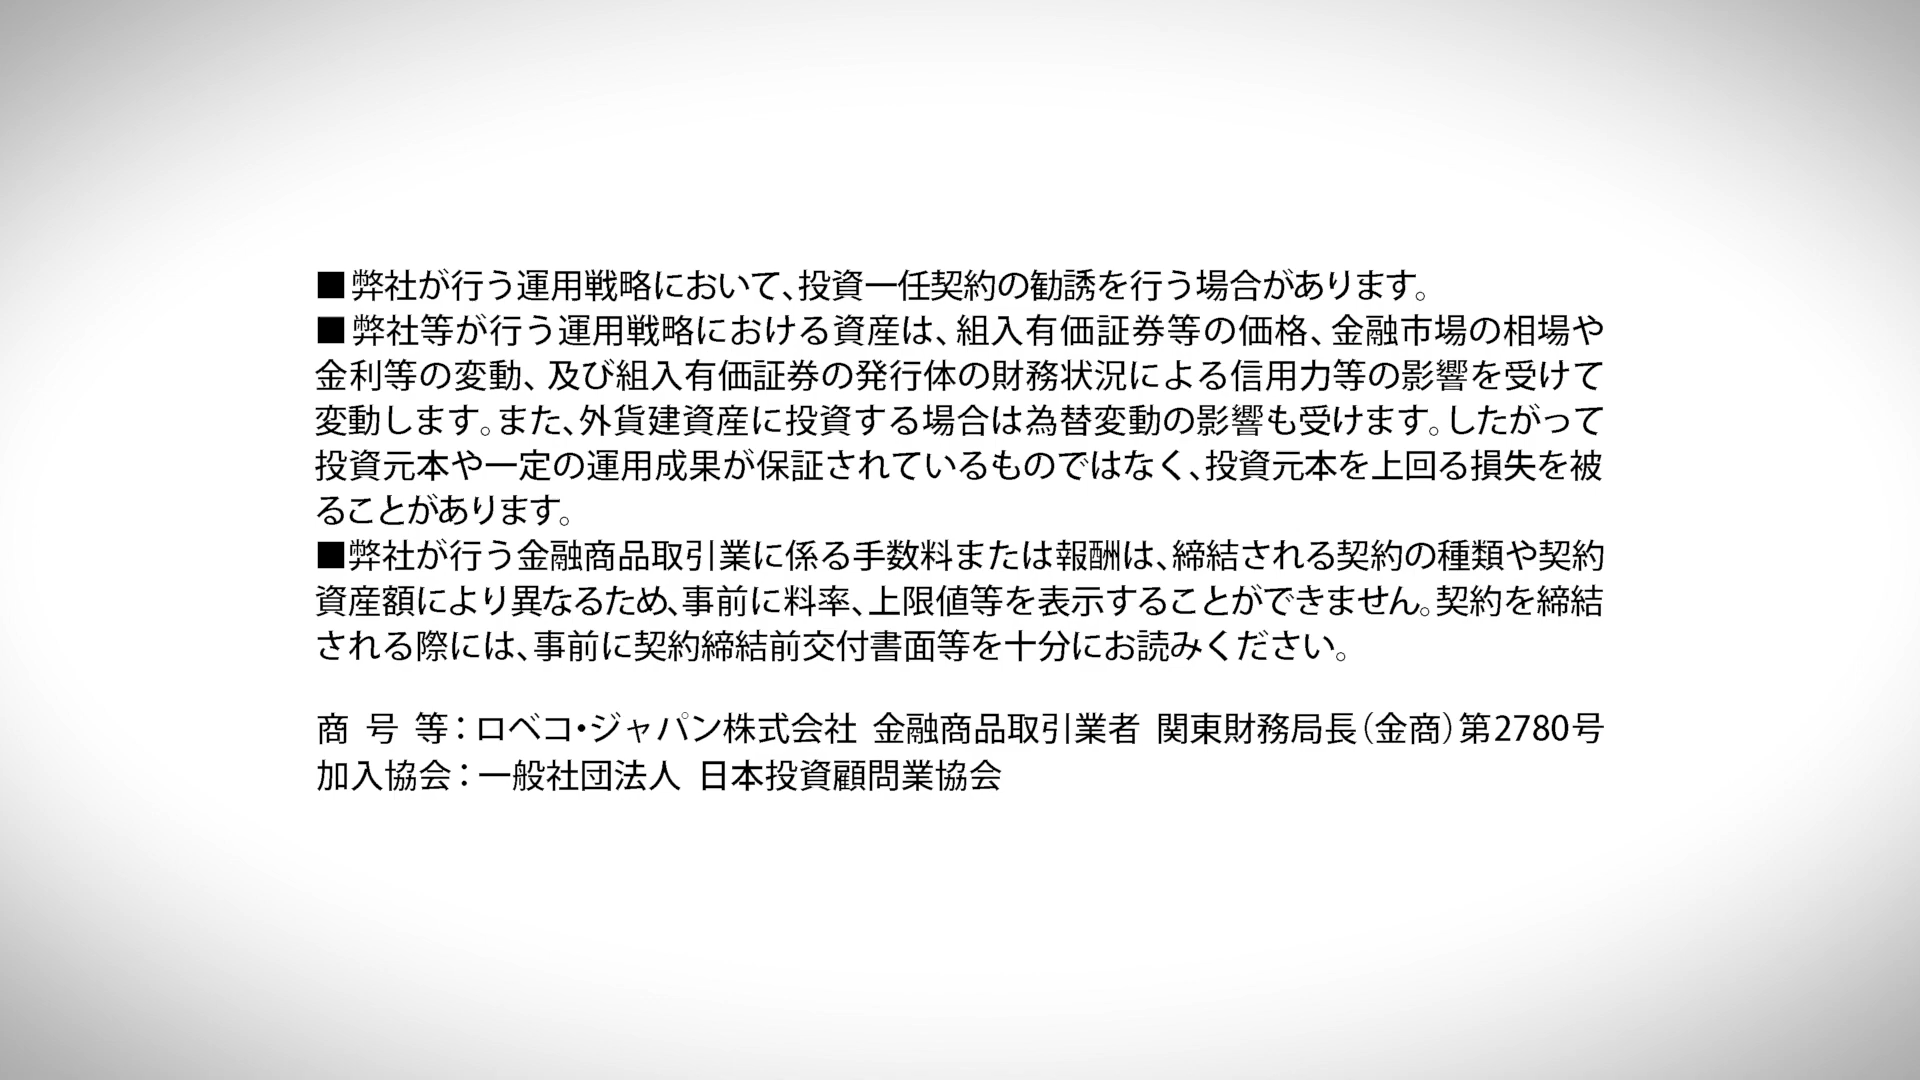 ■弊社が行う運用戦略において、投資一任契約の勧誘を行う場合があります。
■弊社等が行う運用戦略における資産は、組入有価証券等の価格、金融市場の相場や
金利等の変動、及び組入有価証券の発行体の財務状況による信用力等の影響を受けて
変動します。また、外貨建資産に投資する場合は為替変動の影響も受けます。したがって
投資元本や一定の運用成果が保証されているものではなく、投資元本を上回る損失を被
ることがあります。
■弊社が行う金融商品取引業に係る手数料または報酬は、締結される契約の種類や契約
資産額により異なるため、事前に料率、上限値等を表示することができません。契約を締結
される際には、事前に契約締結前交付書面等を十分にお読みください。
商 号 等：ロベコ・ジャパン株式会社 金融商品取引業者 関東財務局長（金商）第2780号
加入協会：一般社団法人 日本投資顧問業協会